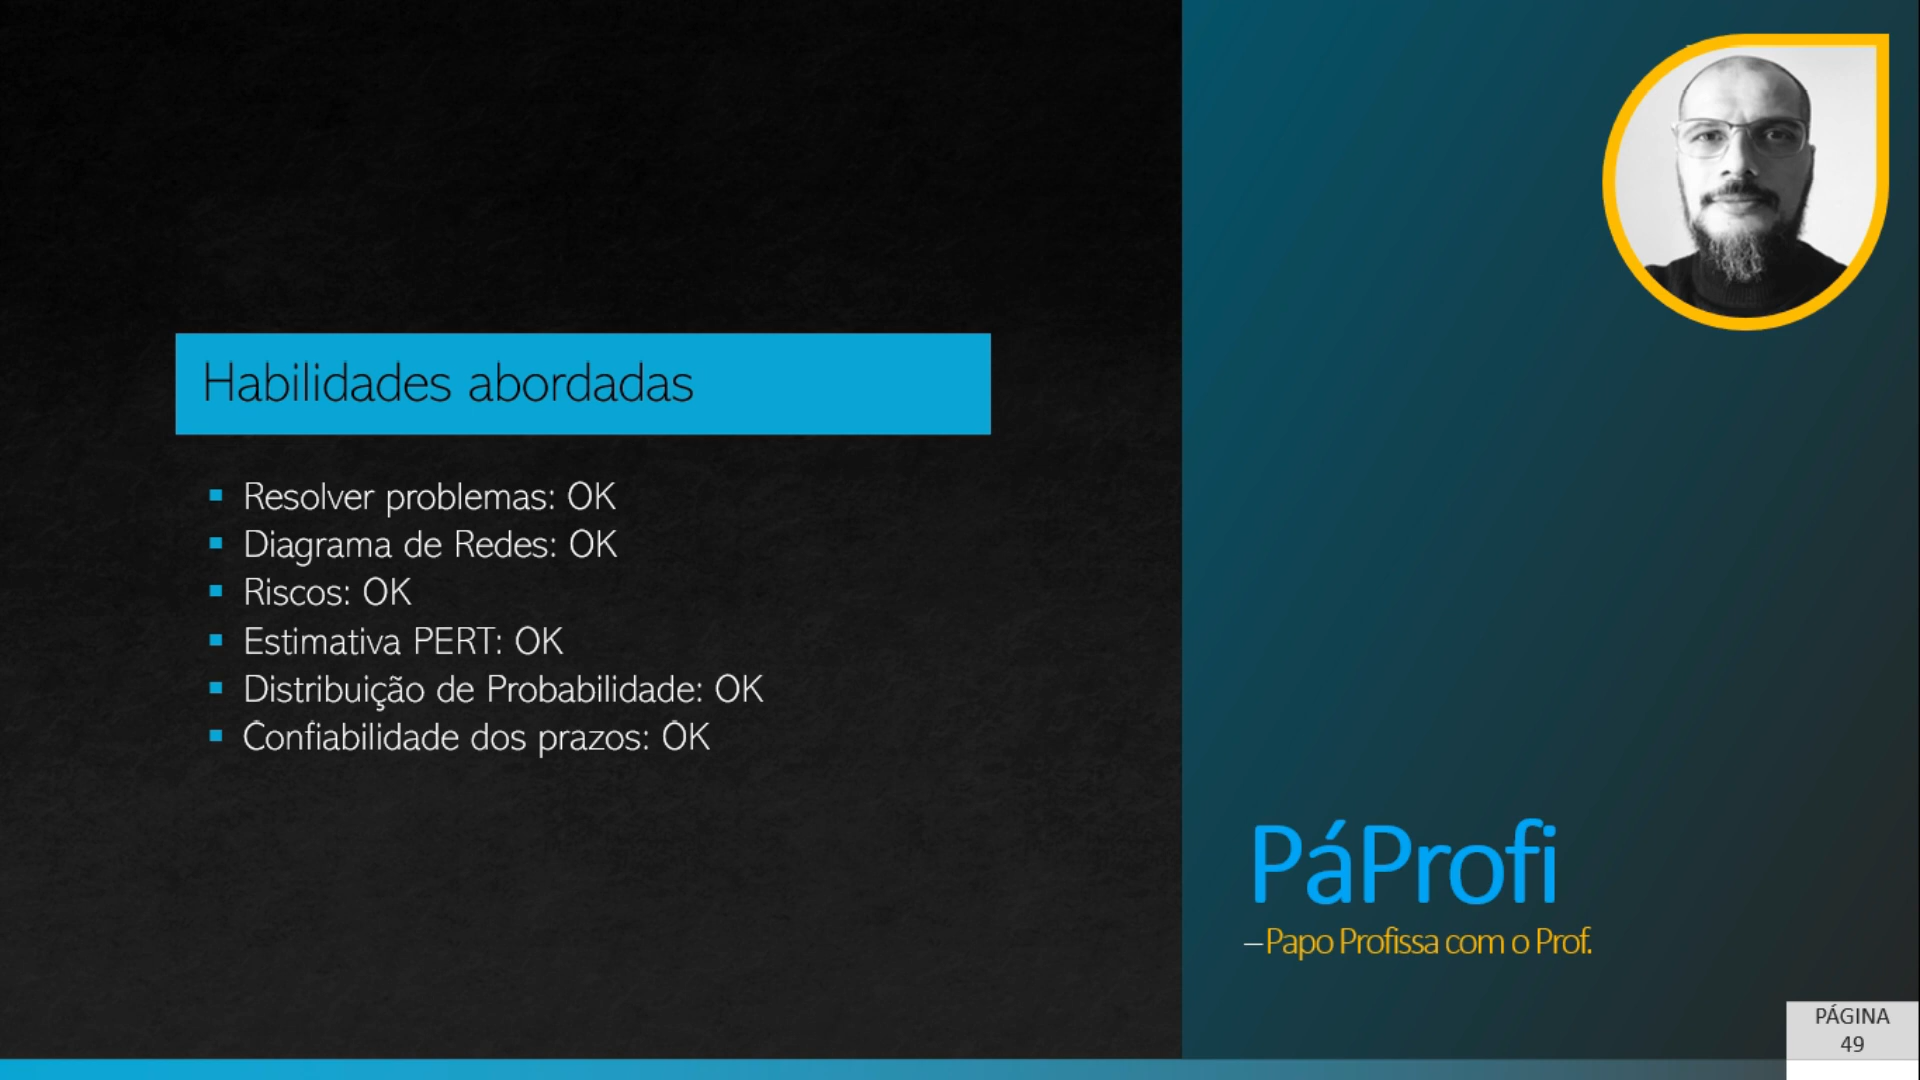 Habilidades abordadas
Resolver problemas: OK
Diagrama de Redes: OK
Riscos: OK
Estimativa PERT: OK
Distribuição de Probabilidade: OK
Confiabilidade dos prazos: OK
PáProfi
–Papo Profissa com o Prof.
PÁGINA
49